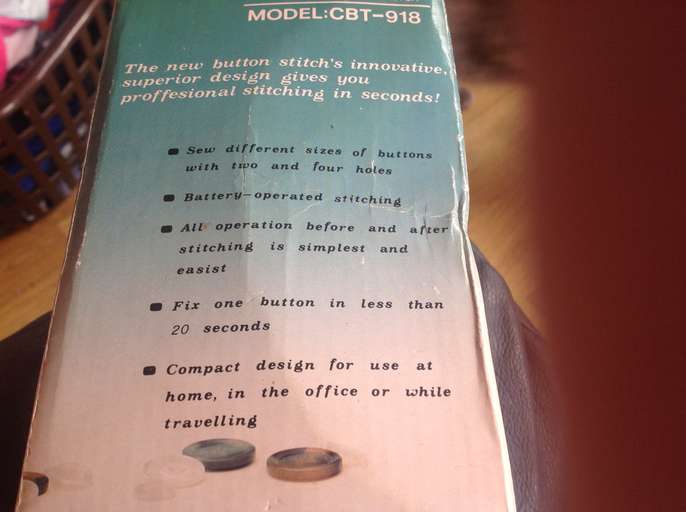 MODEL:CBT-918
The new button stitch's innovative,
superior design gives you
proffesional stitching in seconds!
Sew different sizes of buttons
with two and four holes
Battery-operated stitching
All operation before and after
stitching is simplest and
easist
Fix one button in less than
20 seconds
Compact design for use at
home, in the office or while
travelling